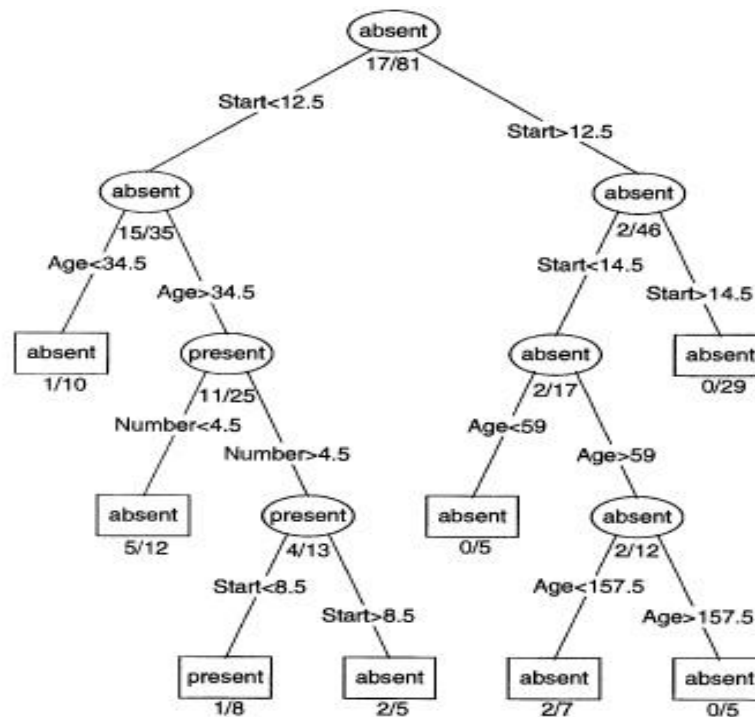 absent
17/81
Start<12.5
Start>12.5
absent
absent
15/35
2/46
Age<34.5
Start<14.5
Age>34.5
Start>14.5
absent
present
absent
absent
1/10
11/25
2/17
0/29
Number<4.5
Age<59
Number>4.5
Age>59
absent
present
absent
absent
5/12
4/13
0/5
2/12
Start<8.5
Age<157.5
Start>8.5
Age>157.5
present
absent
absent
absent
1/8
2/5
2/7
0/5